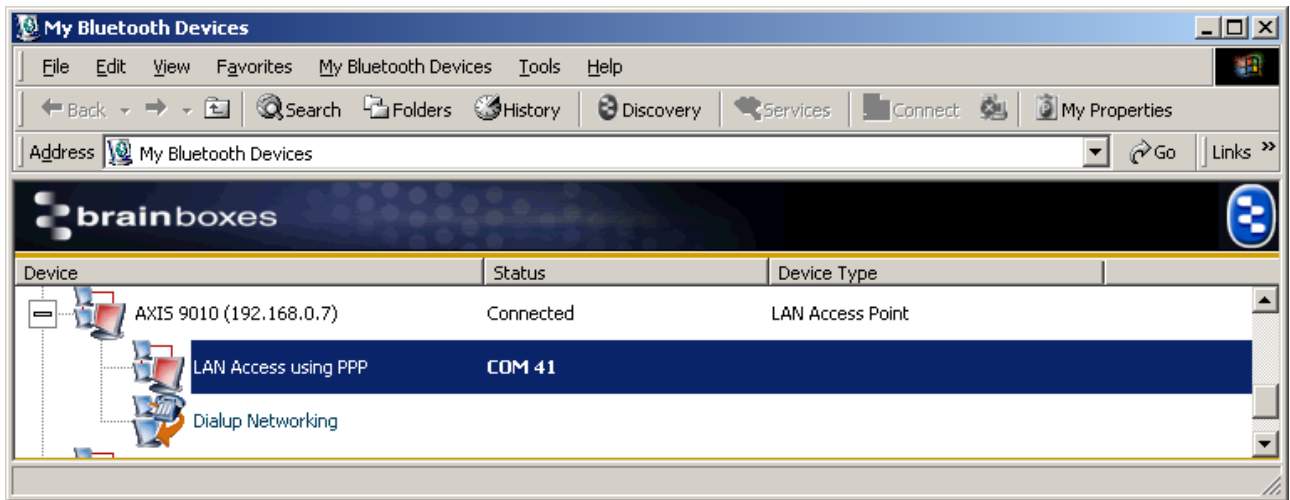 My Bluetooth Devices
File Edit View Favorites My Bluetooth Devices Tools Help
Back Search Folders History Discovery Services Connect My Properties
Address My Bluetooth Devices Go Links »
brainboxes
Device Status Device Type
AXIS 9010 (192.168.0.7) Connected LAN Access Point
LAN Access using PPP COM 41
Dialup Networking